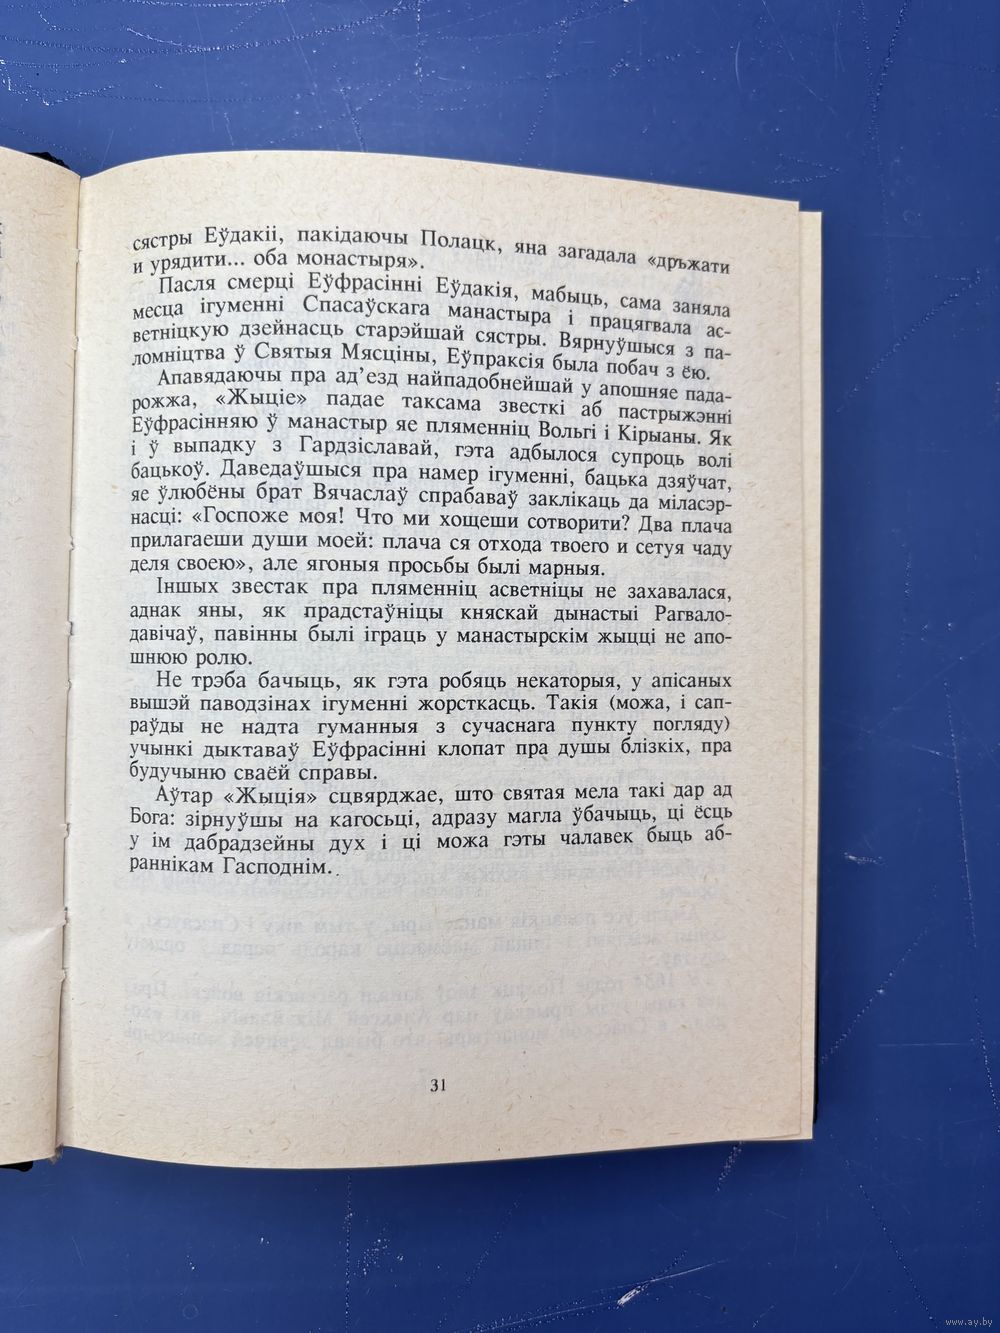 сястры Еўдакіі, пакідаючы Полацк, яна загадала «дръжати
и урядити... оба монастыря».
Пасля смерці Еўфрасінні Еўдакія, мабыць, сама заняла
месца ігуменні Спасаўскага манастыра і працягвала ас-
ветніцкую дзейнасць старэйшай сястры. Вярнуўшыся з па-
ломніцтва ў Святыя Мясціны, Еўпраксія была побач з ёю.
Апавядаючы пра ад’езд найпадобнейшай у апошняе пада-
рожжа, «Жыціе» падае таксама звесткі аб пастрыжэнні
Еўфрасінняю ў манастыр яе пляменніц Вольгі і Кірыаны. Як
і ў выпадку з Гардзіславай, гэта адбылося супроць волі
бацькоў. Даведаўшыся пра намер ігуменні, бацька дзяўчат,
яе ўлюбёны брат Вячаслаў спрабаваў заклікаць да міласэр-
насці: «Госпоже моя! Что ми хощеши сотворити? Два плача
прилагаеши души моей: плача ся отхода твоего и сетуя чаду
деля своею», але ягоныя просьбы былі марныя.
Іншых звестак пра пляменніц асветніцы не захавалася,
аднак яны, як прадстаўніцы княскай дынастыі Рагвало-
давічаў, павінны былі іграць у манастырскім жыцці не апо-
шнюю ролю.
Не трэба бачыць, як гэта робяць некаторыя, у апісаных
вышэй паводзінах ігуменні жорсткасць. Такія (можа, і сап-
раўды не надта гуманныя з сучаснага пункту погляду)
учынкі дыктаваў Еўфрасінні клопат пра душы блізкіх, пра
будучыню сваёй справы.
Аўтар «Жыція» сцвярджае, што святая мела такі дар ад
Бога: зірнуўшы на кагосьці, адразу магла ўбачыць, ці ёсць
у ім дабрадзейны дух і ці можа гэты чалавек быць аб-
раннікам Гасподнім.
31
www.ay.by